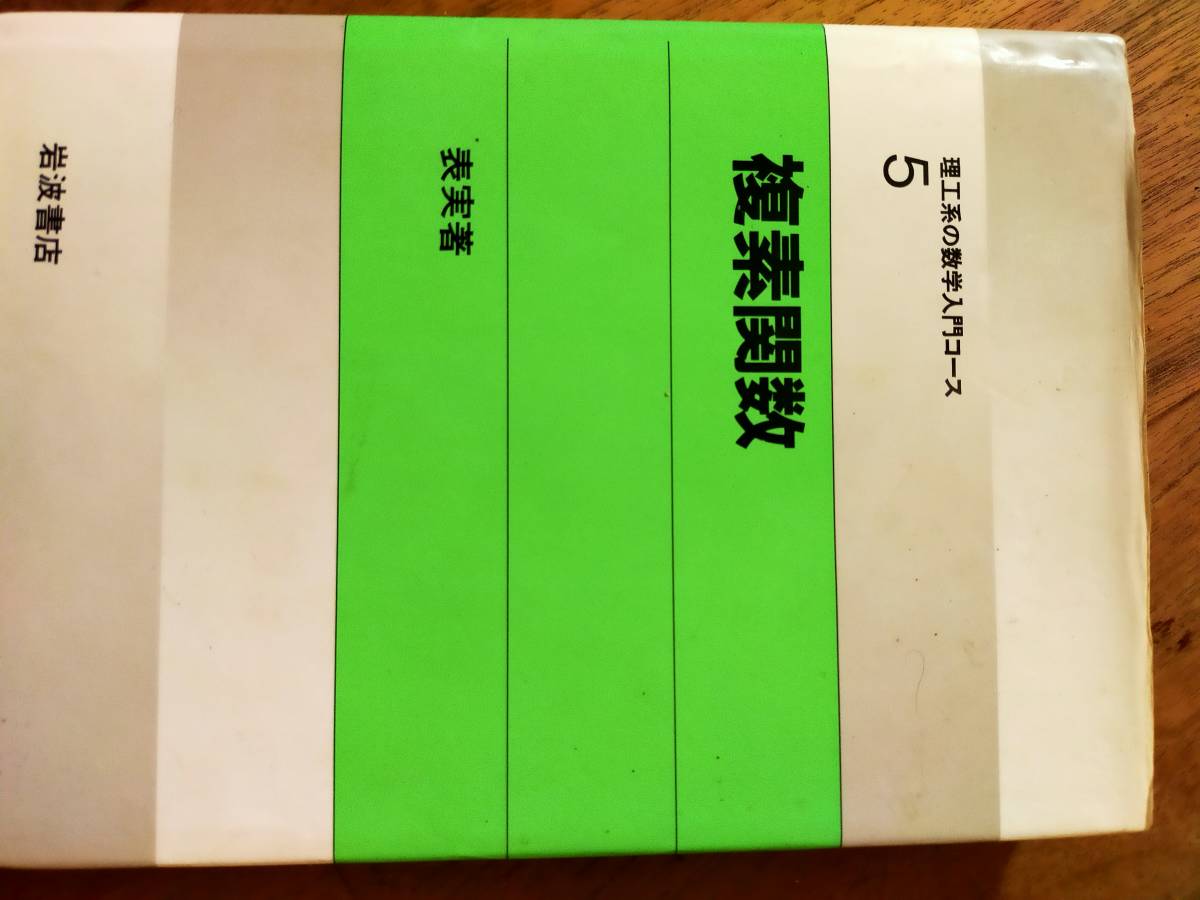 理工系の数学入門コース
5
複素関数
表実著
岩波書店